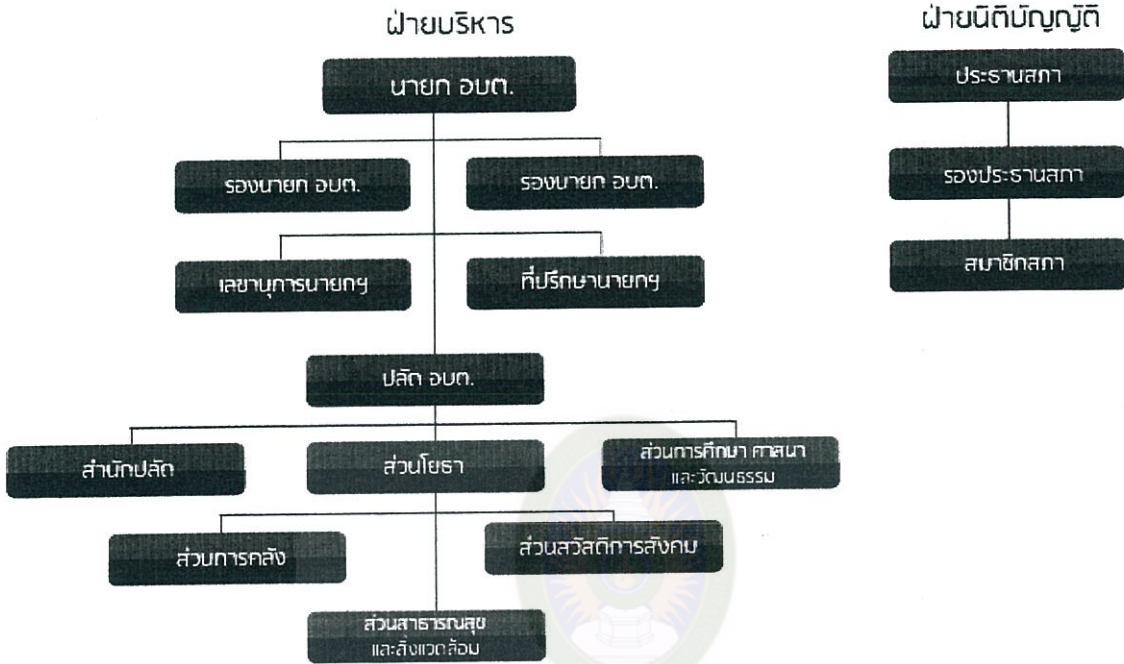 ฝ่ายบริหาร
นายก อบต.
รองนายก อบต.
รองนายก อบต.
เลขานุการนายกฯ
ที่ปรึกษานายกฯ
ปลัด อบต.
สำนักปลัด
ส่วนโยธา
ส่วนการศึกษา ศาสนา
และวัฒนธรรม
ส่วนการคลัง
ส่วนสวัสดิการสังคม
ส่วนสาธารณสุข
และสิ่งแวดล้อม
ฝ่ายนิติบัญญัติ
ประธานสภา
รองประธานสภา
สมาชิกสภา